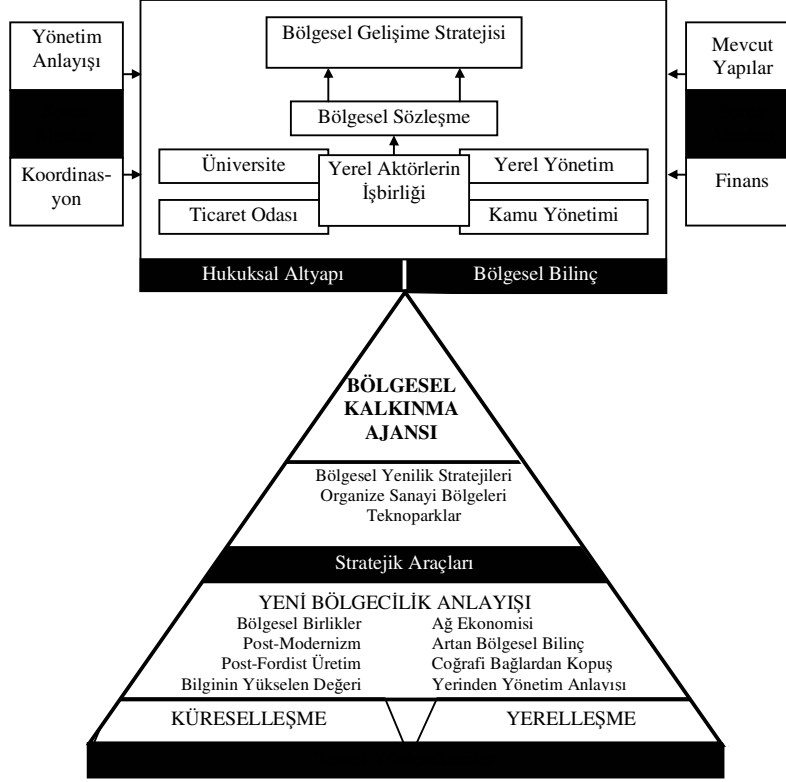 Yönetim
Anlayışı
Koordinas-
yon
Bölgesel Gelişime Stratejisi
Bölgesel Sözleşme
Üniversite
Yerel Aktörlerin
İşbirliği
Yerel Yönetim
Ticaret Odası
Kamu Yönetimi
Mevcut
Yapılar
Finans
Hukuksal Altyapı
Bölgesel Bilinç
BÖLGESEL
KALKINMA
AJANSI
Bölgesel Yenilik Stratejileri
Organize Sanayi Bölgeleri
Teknoparklar
Stratejik Araçları
YENİ BÖLGECİLİK ANLAYIŞI
Bölgesel Birlikler
Post-Modernizm
Post-Fordist Üretim
Bilginin Yükselen Değeri
Ağ Ekonomisi
Artan Bölgesel Bilinç
Coğrafi Bağlardan Kopuş
Yerinden Yönetim Anlayışı
KÜRESELLEŞME
YERELLEŞME